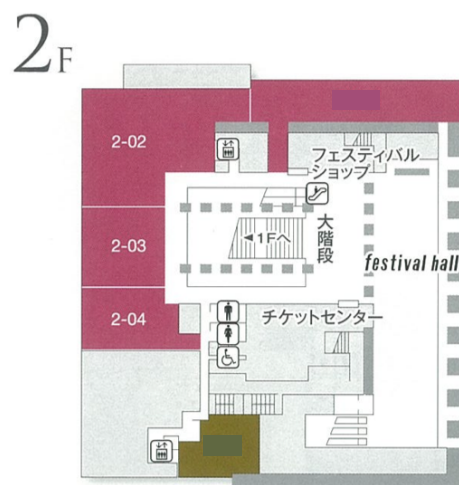 2F
2-02
フェスティバル
ショップ
◀1Fへ
大階段
2-03
festival hall
2-04
チケットセンター